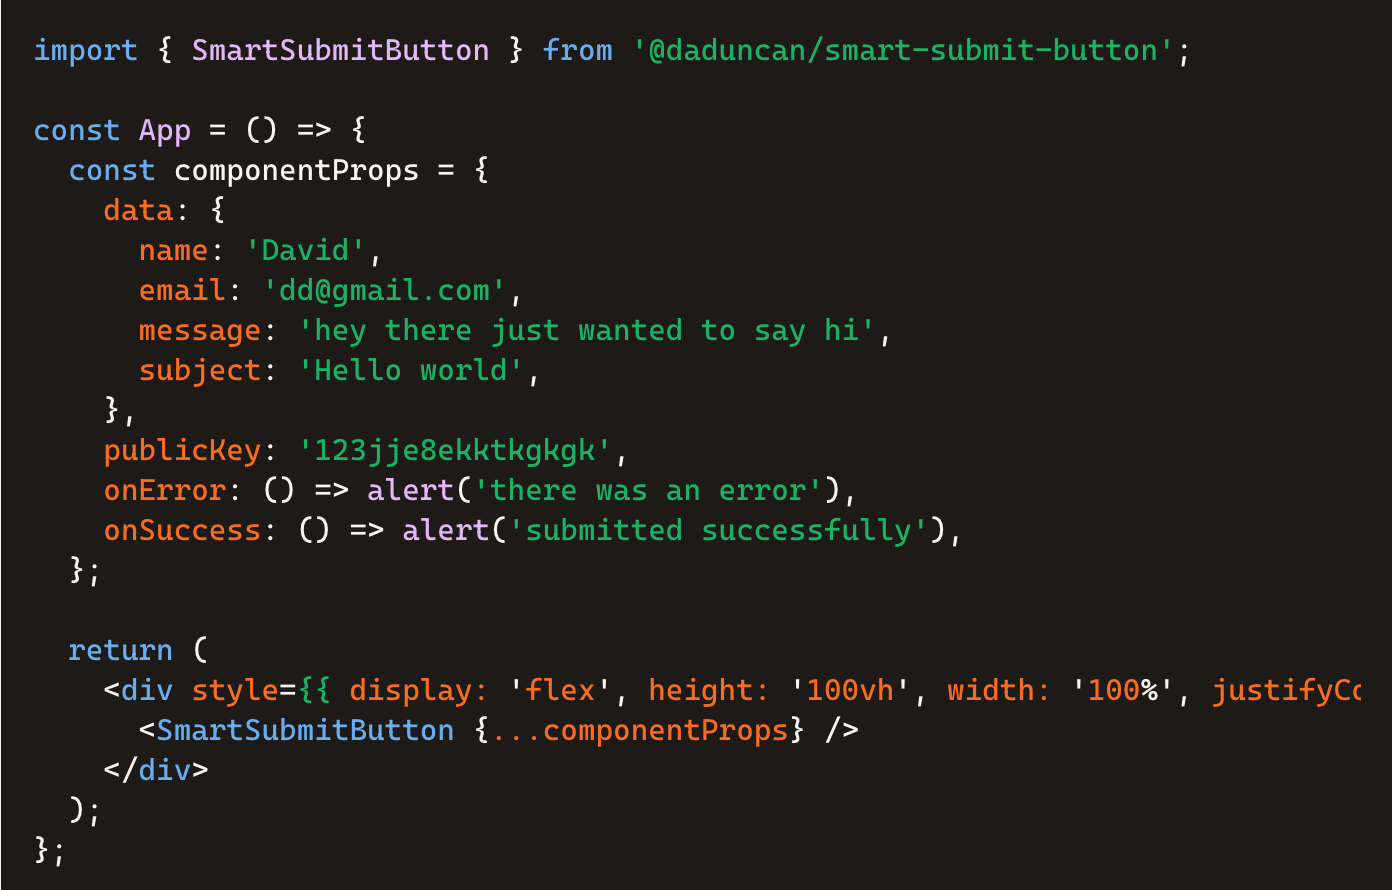 import { SmartSubmitButton } from '@daduncan/smart-submit-button';
const App = () => {
const componentProps = {
data: {
name: 'David',
email: 'dd@gmail.com',
message: 'hey there just wanted to say hi',
subject: 'Hello world',
},
publicKey: '123jje8ekktkgkgk',
onError: () => alert('there was an error'),
onSuccess: () => alert('submitted successfully'),
};
return (
<div style={{ display: 'flex', height: '100vh', width: '100%',
<SmartSubmitButton {...componentProps} />
</div>
);
};